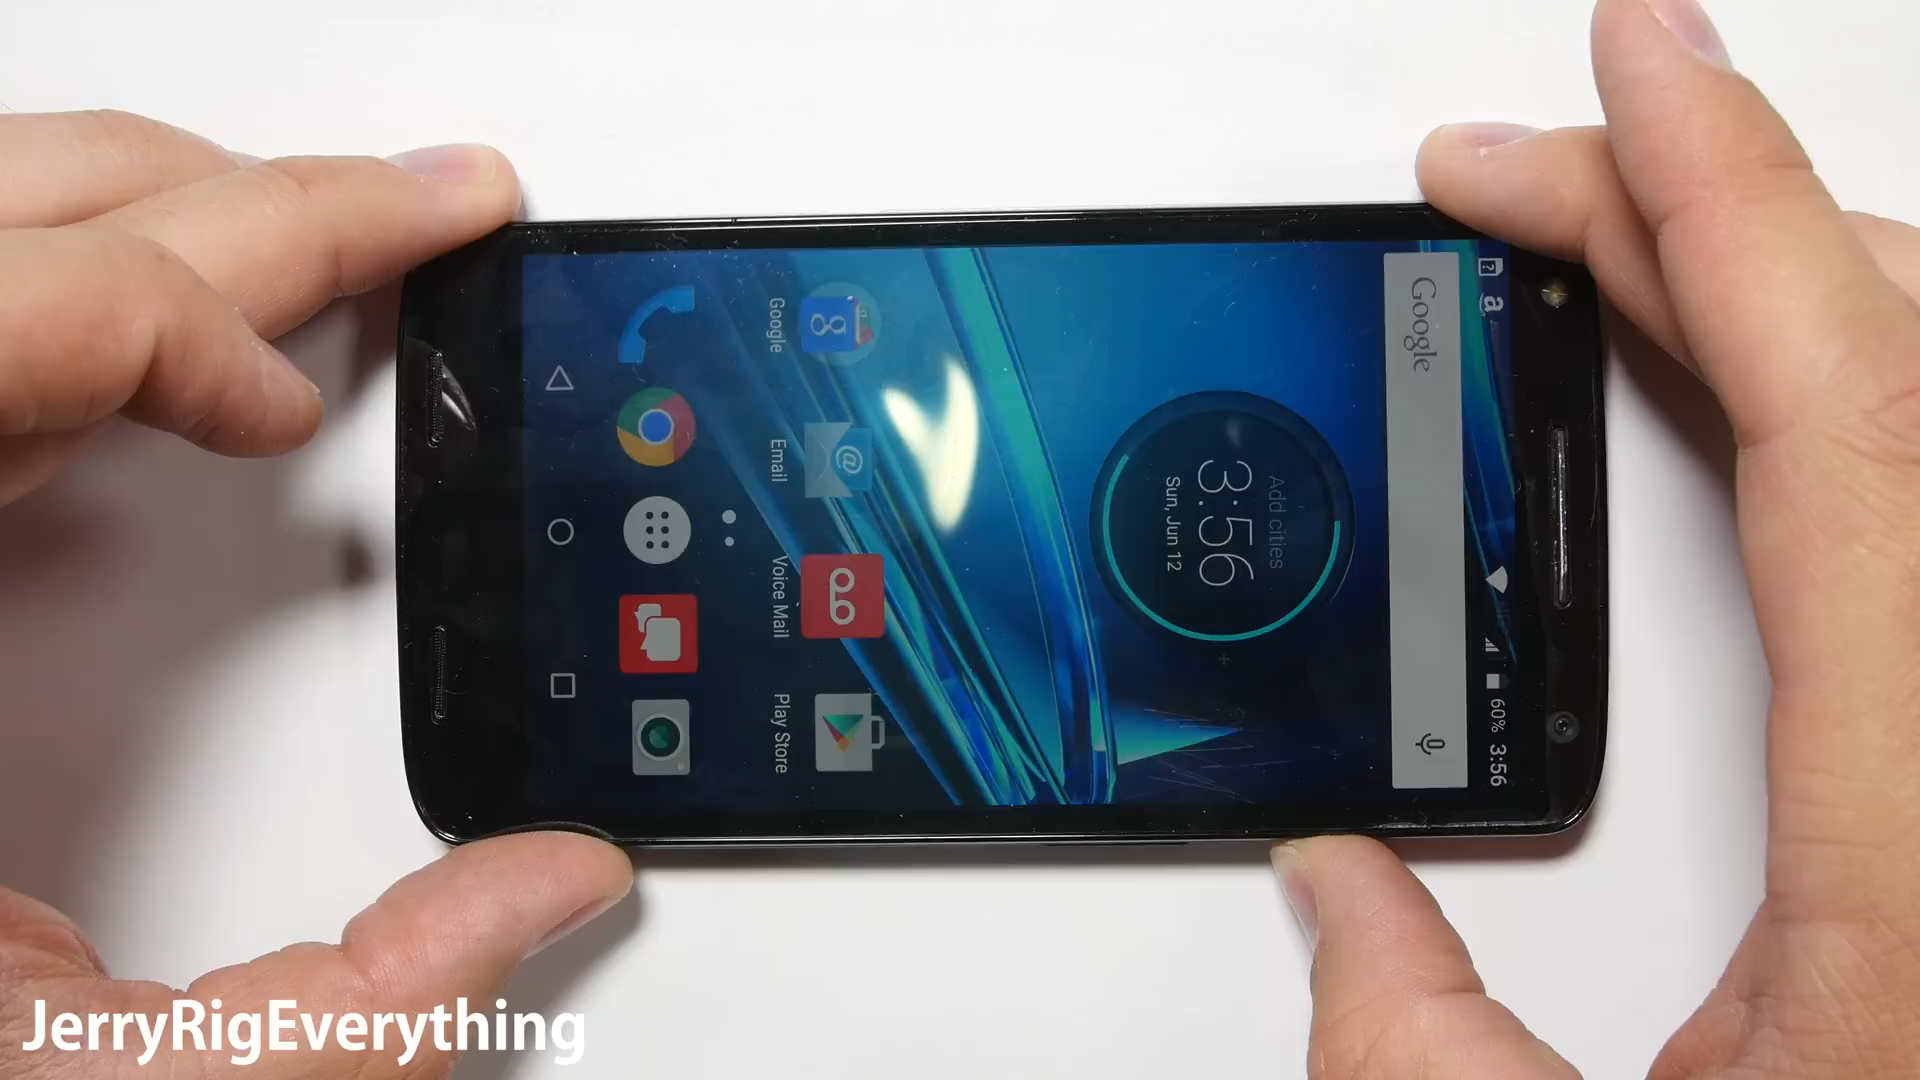 a
60% 3:56
Google
Add cities
3:56
Sun, Jun 12
Google
Email
Voice Mail
Play Store
JerryRigEverything